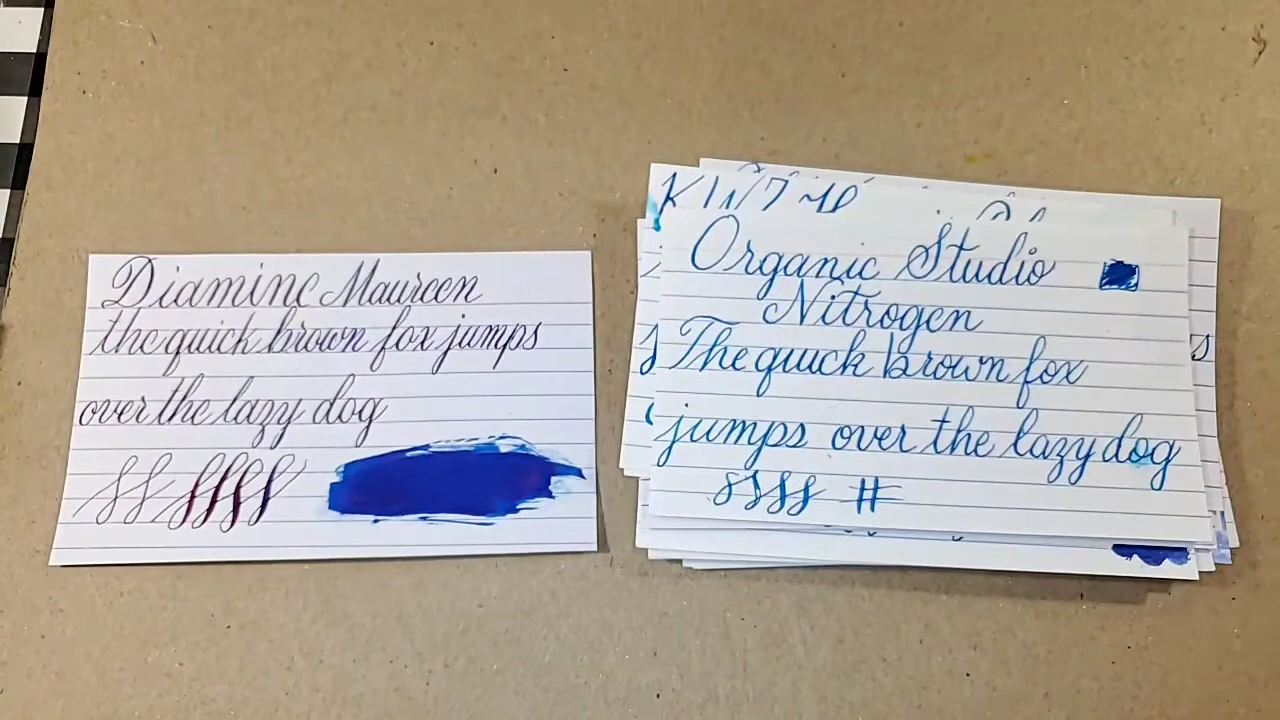 Diamine Maureen
the quick brown fox jumps
over the lazy dog
Organic Studio
Nitrogen
The quick brown fox
jumps over the lazy dog
#